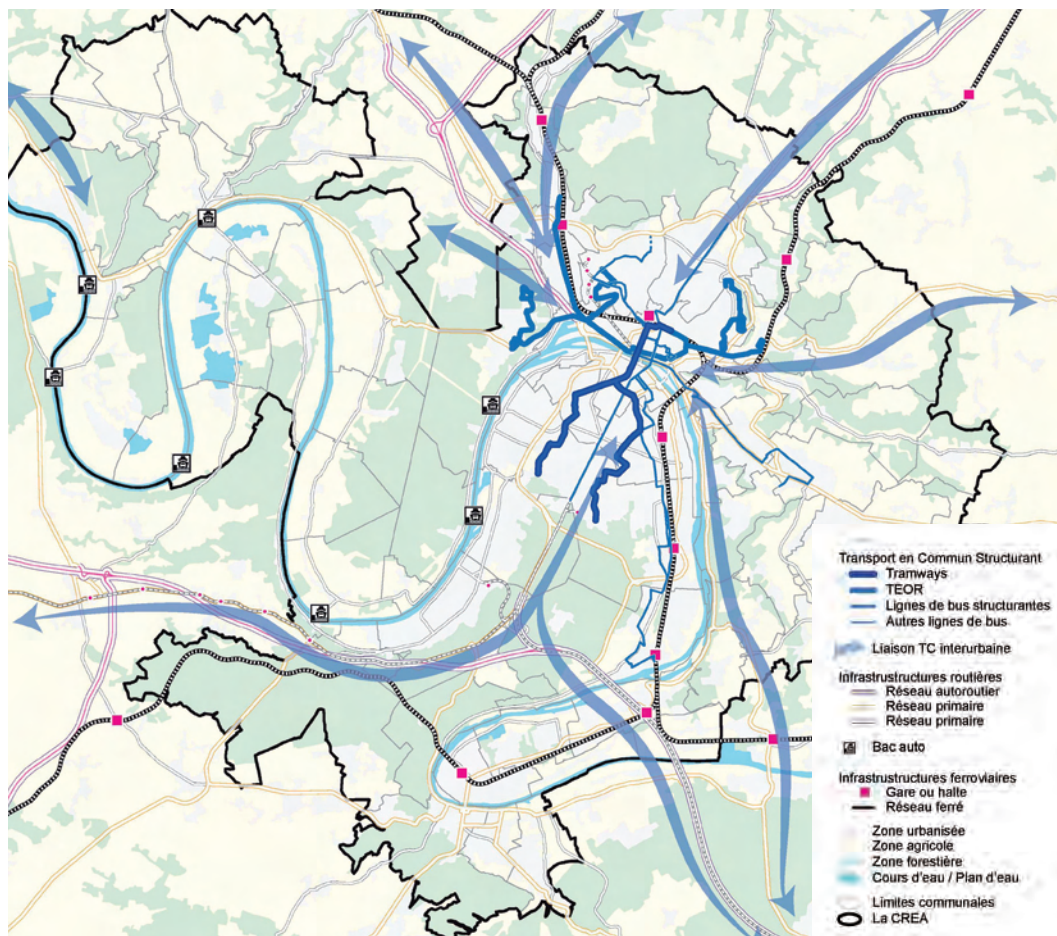 Transport en Commun Structurant
Tramways
TEOR
Lignes de bus structurantes
Autres lignes de bus
Liaison TC interurbaine
Infrastrustructures routières
Réseau autoroutier
Réseau primaire
Réseau primaire
Bac auto
Infrastructures ferroviaires
Gare ou halte
Réseau ferré
Zone urbanisée
Zone agricole
Zone forestière
Cours d'eau / Plan d'eau
Limites communales
La CREA